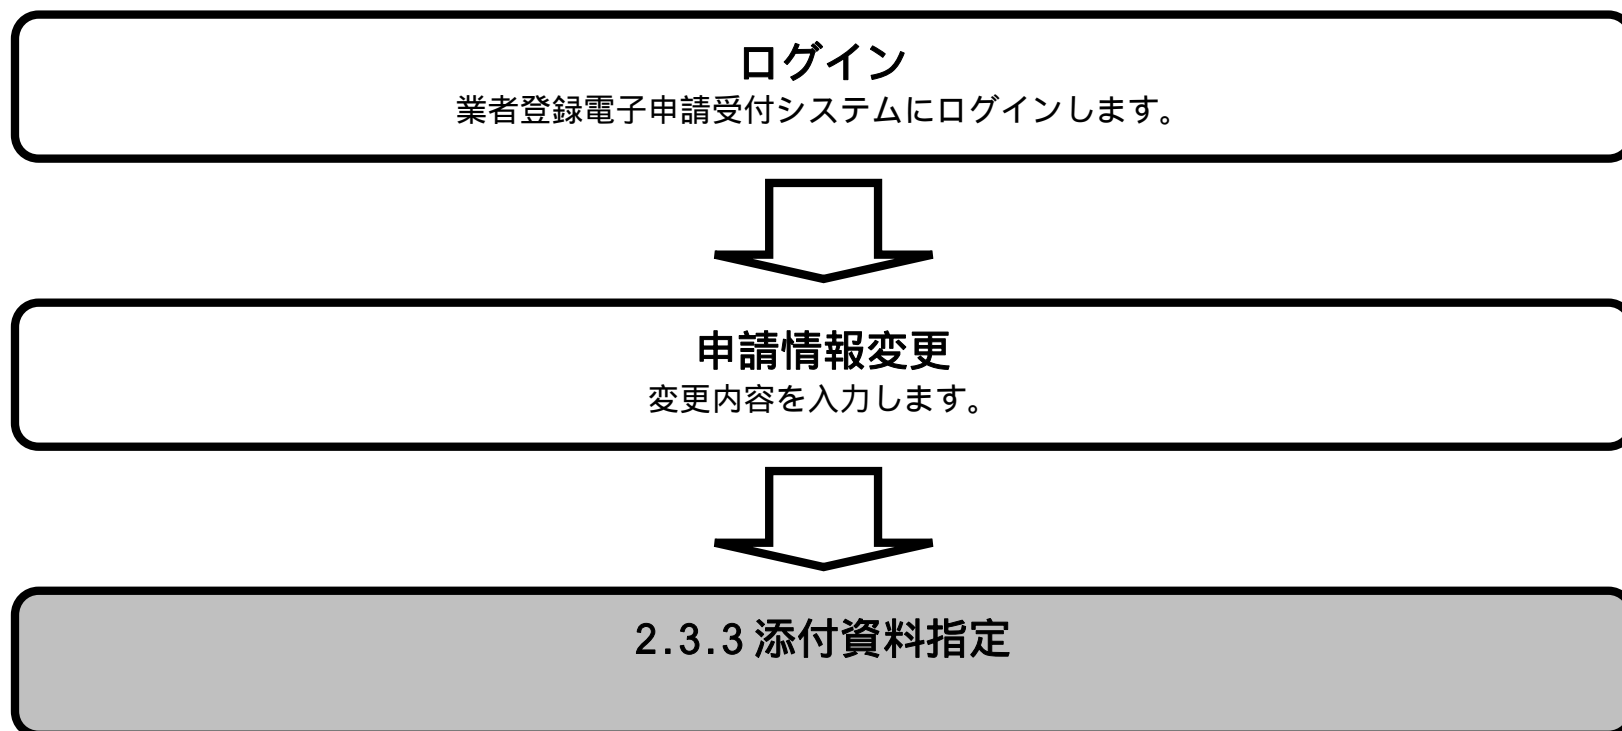 ログイン
業者登録電子申請受付システムにログインします。
申請情報変更
変更内容を入力します。
2.3.3 添付資料指定